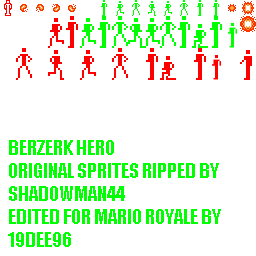 BERZERK HERO
ORIGINAL SPRITES RIPPED BY
SHADOWMAN44
EDITED FOR MARIO ROYALE BY
19DEE96